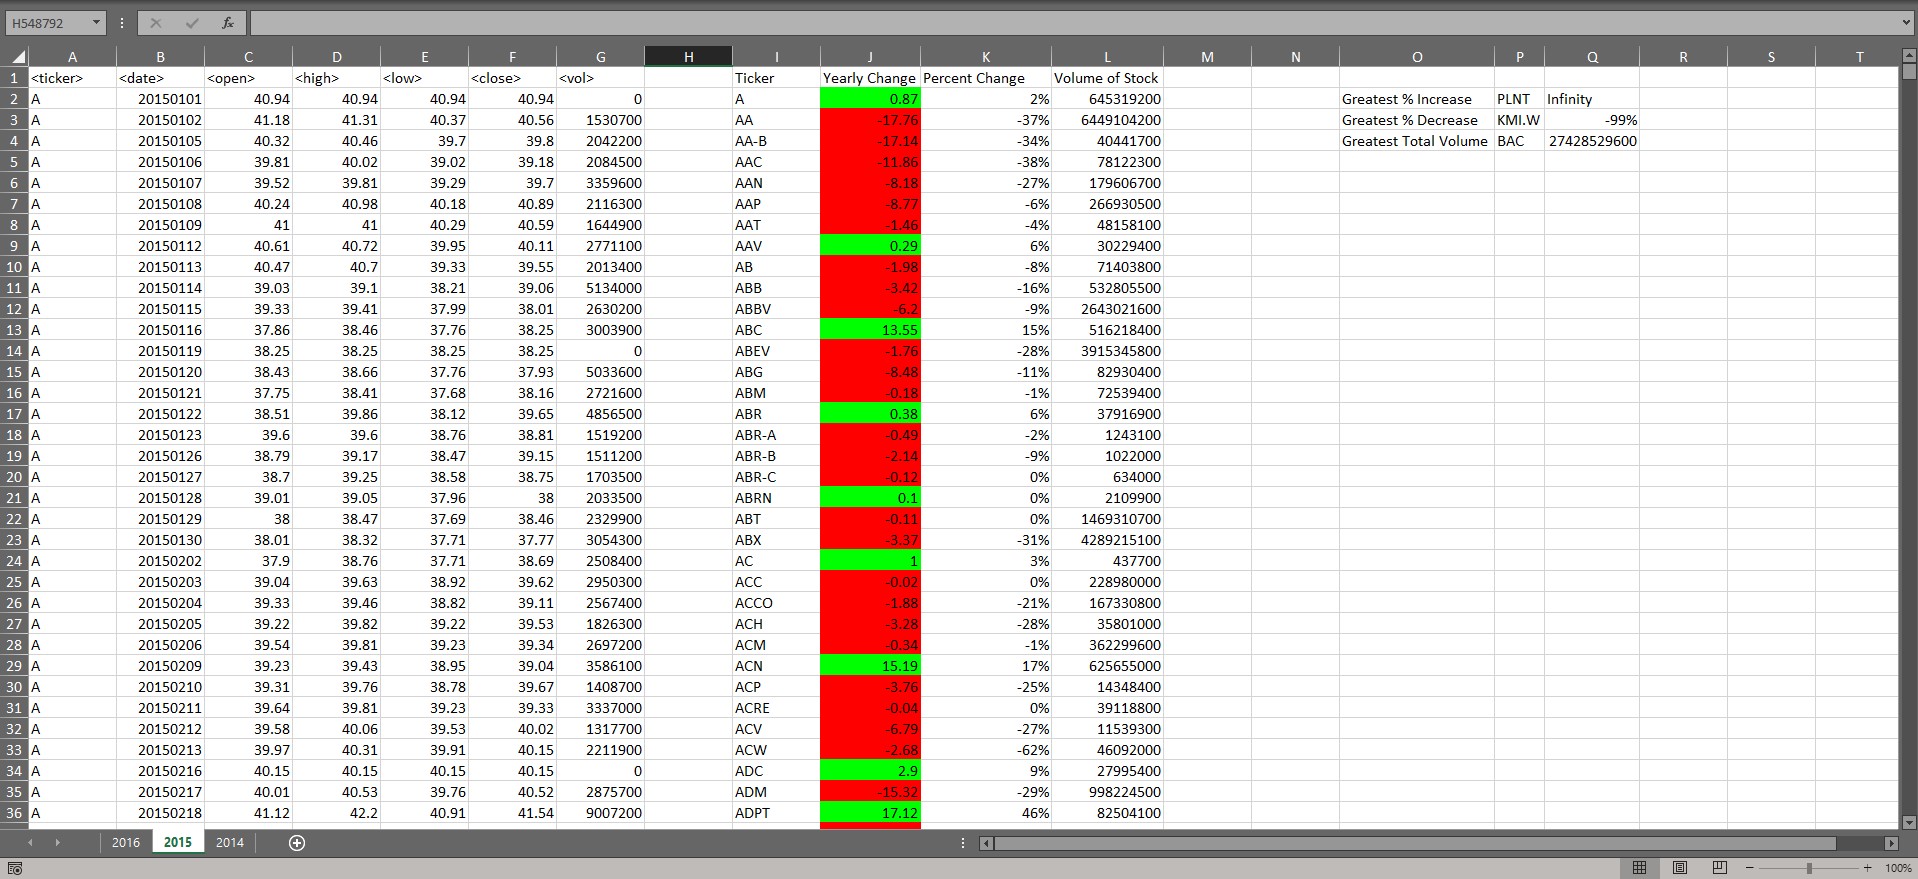 H548792 fx
A B C D E F G H I J K L M N O P Q R S T
1 <ticker> <date> <open> <high> <low> <close> <vol> Ticker Yearly Change Percent Change Volume of Stock
2 A 20150101 40.94 40.94 40.94 40.94 0 A 0.87 2% 645319200 Greatest % Increase PLNT Infinity
3 A 20150102 41.18 41.31 40.37 40.56 1530700 AA -17.76 -37% 6449104200 Greatest % Decrease KMI.W -99%
4 A 20150105 40.32 40.46 39.7 39.8 2042200 AA-B -17.14 -34% 40441700 Greatest Total Volume BAC 27428529600
5 A 20150106 39.81 40.02 39.02 39.18 2084500 AAC -11.86 -38% 78122300
6 A 20150107 39.52 39.81 39.29 39.7 3359600 AAN -8.18 -27% 179606700
7 A 20150108 40.24 40.98 40.18 40.89 2116300 AAP -8.77 -6% 266930500
8 A 20150109 41 41 40.29 40.59 1644900 AAT -1.46 -4% 48158100
9 A 20150112 40.61 40.72 39.95 40.11 2771100 AAV 0.29 6% 30229400
10 A 20150113 40.47 40.7 39.33 39.55 2013400 AB -1.98 -8% 71403800
11 A 20150114 39.03 39.1 38.21 39.06 5134000 ABB -3.42 -16% 532805500
12 A 20150115 39.33 39.41 37.99 38.01 2630200 ABBV -6.2 -9% 2643021600
13 A 20150116 37.86 38.46 37.76 38.25 3003900 ABC 13.55 15% 516218400
14 A 20150119 38.25 38.25 38.25 38.25 0 ABEV -1.76 -28% 3915345800
15 A 20150120 38.43 38.66 37.76 37.93 5033600 ABG -8.48 -11% 82930400
16 A 20150121 37.75 38.41 37.68 38.16 2721600 ABM -0.18 -1% 72539400
17 A 20150122 38.51 39.86 38.12 39.65 4856500 ABR 0.38 6% 37916900
18 A 20150123 39.6 39.6 38.76 38.81 1519200 ABR-A -0.49 -2% 1243100
19 A 20150126 38.79 39.17 38.47 39.15 1511200 ABR-B -2.14 -9% 1022000
20 A 20150127 38.7 39.25 38.58 38.75 1703500 ABR-C -0.12 0% 634000
21 A 20150128 39.01 39.05 37.96 38 2033500 ABRN 0.1 0% 2109900
22 A 20150129 38 38.47 37.69 38.46 2329900 ABT -0.11 0% 1469310700
23 A 20150130 38.01 38.32 37.71 37.77 3054300 ABX -3.37 -31% 4289215100
24 A 20150202 37.9 38.76 37.71 38.69 2508400 AC 1 3% 437700
25 A 20150203 39.04 39.63 38.92 39.62 2950300 ACC -0.02 0% 228980000
26 A 20150204 39.33 39.46 38.82 39.11 2567400 ACCO -1.88 -21% 167330800
27 A 20150205 39.22 39.82 39.22 39.53 1826300 ACH -3.28 -28% 35801000
28 A 20150206 39.54 39.81 39.23 39.34 2697200 ACM -0.34 -1% 362299600
29 A 20150209 39.23 39.43 38.95 39.04 3586100 ACN 15.19 17% 625655000
30 A 20150210 39.31 39.76 38.78 39.67 1408700 ACP -3.76 -25% 14348400
31 A 20150211 39.64 39.81 39.23 39.33 3337000 ACRE -0.04 0% 39118800
32 A 20150212 39.58 40.06 39.53 40.02 1317700 ACV -6.79 -27% 11539300
33 A 20150213 39.97 40.31 39.91 40.15 2211900 ACW -2.68 -62% 46092000
34 A 20150216 40.15 40.15 40.15 40.15 0 ADC 2.9 9% 27995400
35 A 20150217 40.01 40.53 39.76 40.52 2875700 ADM -15.32 -29% 998224500
36 A 20150218 41.12 42.2 40.91 41.54 9007200 ADPT 17.12 46% 82504100
2016 2015 2014
100%